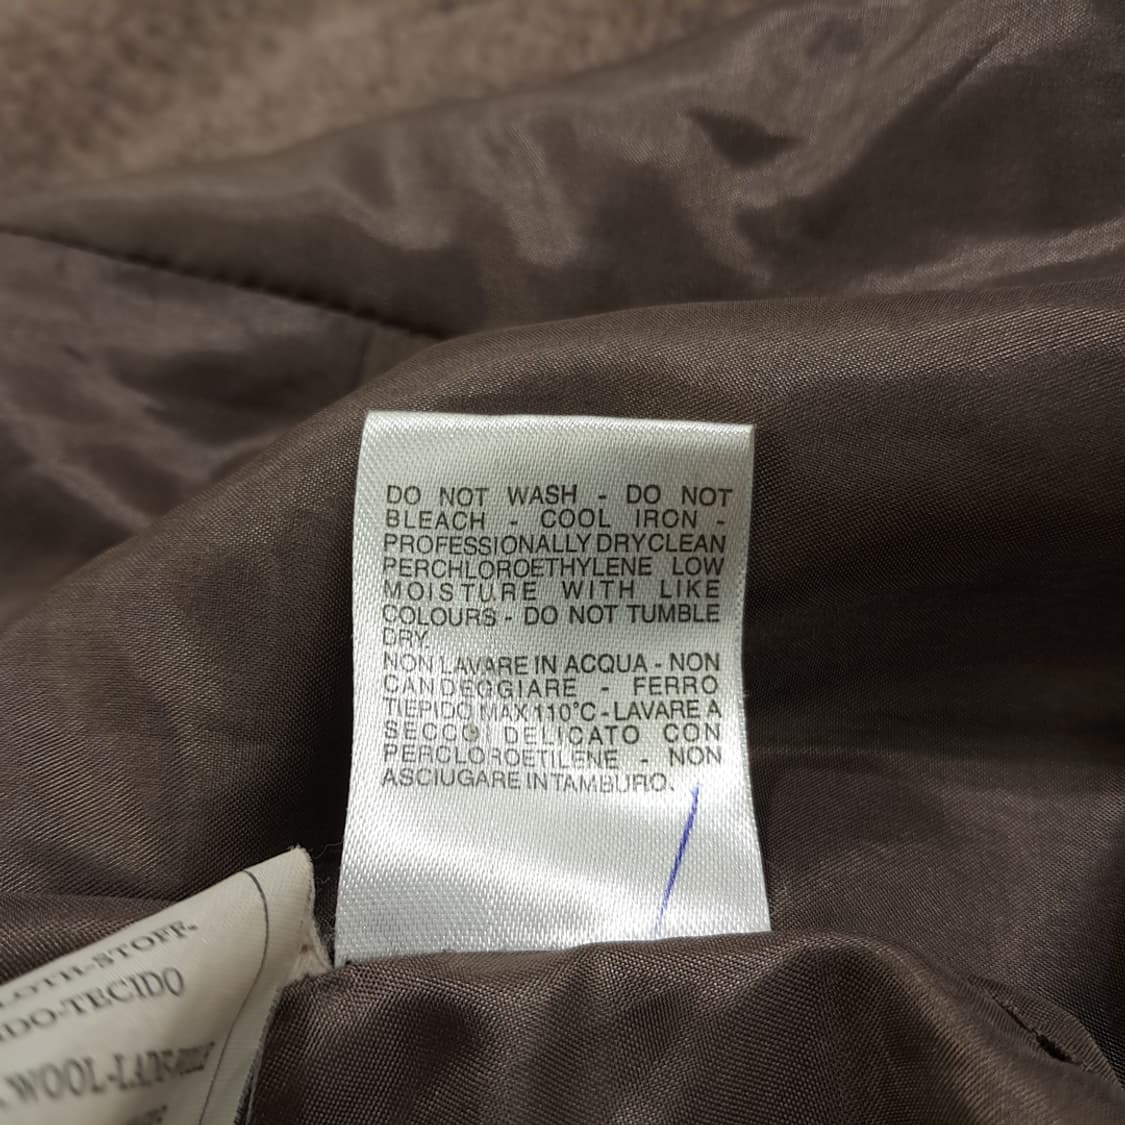 DO NOT WASH - DO NOT
BLEACH - COOL IRON -
PROFESSIONALLY DRYCLEAN
PERCHLOROETHYLENE LOW
MOISTURE WITH LIKE
COLOURS - DO NOT TUMBLE
DRY.
NON LAVARE IN ACQUA - NON
CANDEGGIARE - FERRO
TIEPIDO MAX 110°C - LAVARE A
SECCO DELICATO CON
PERCLOROETILENE - NON
ASCIUGARE IN TAMBURO.
LOTH-STOFF-
DO-TECIDO
WOOL-